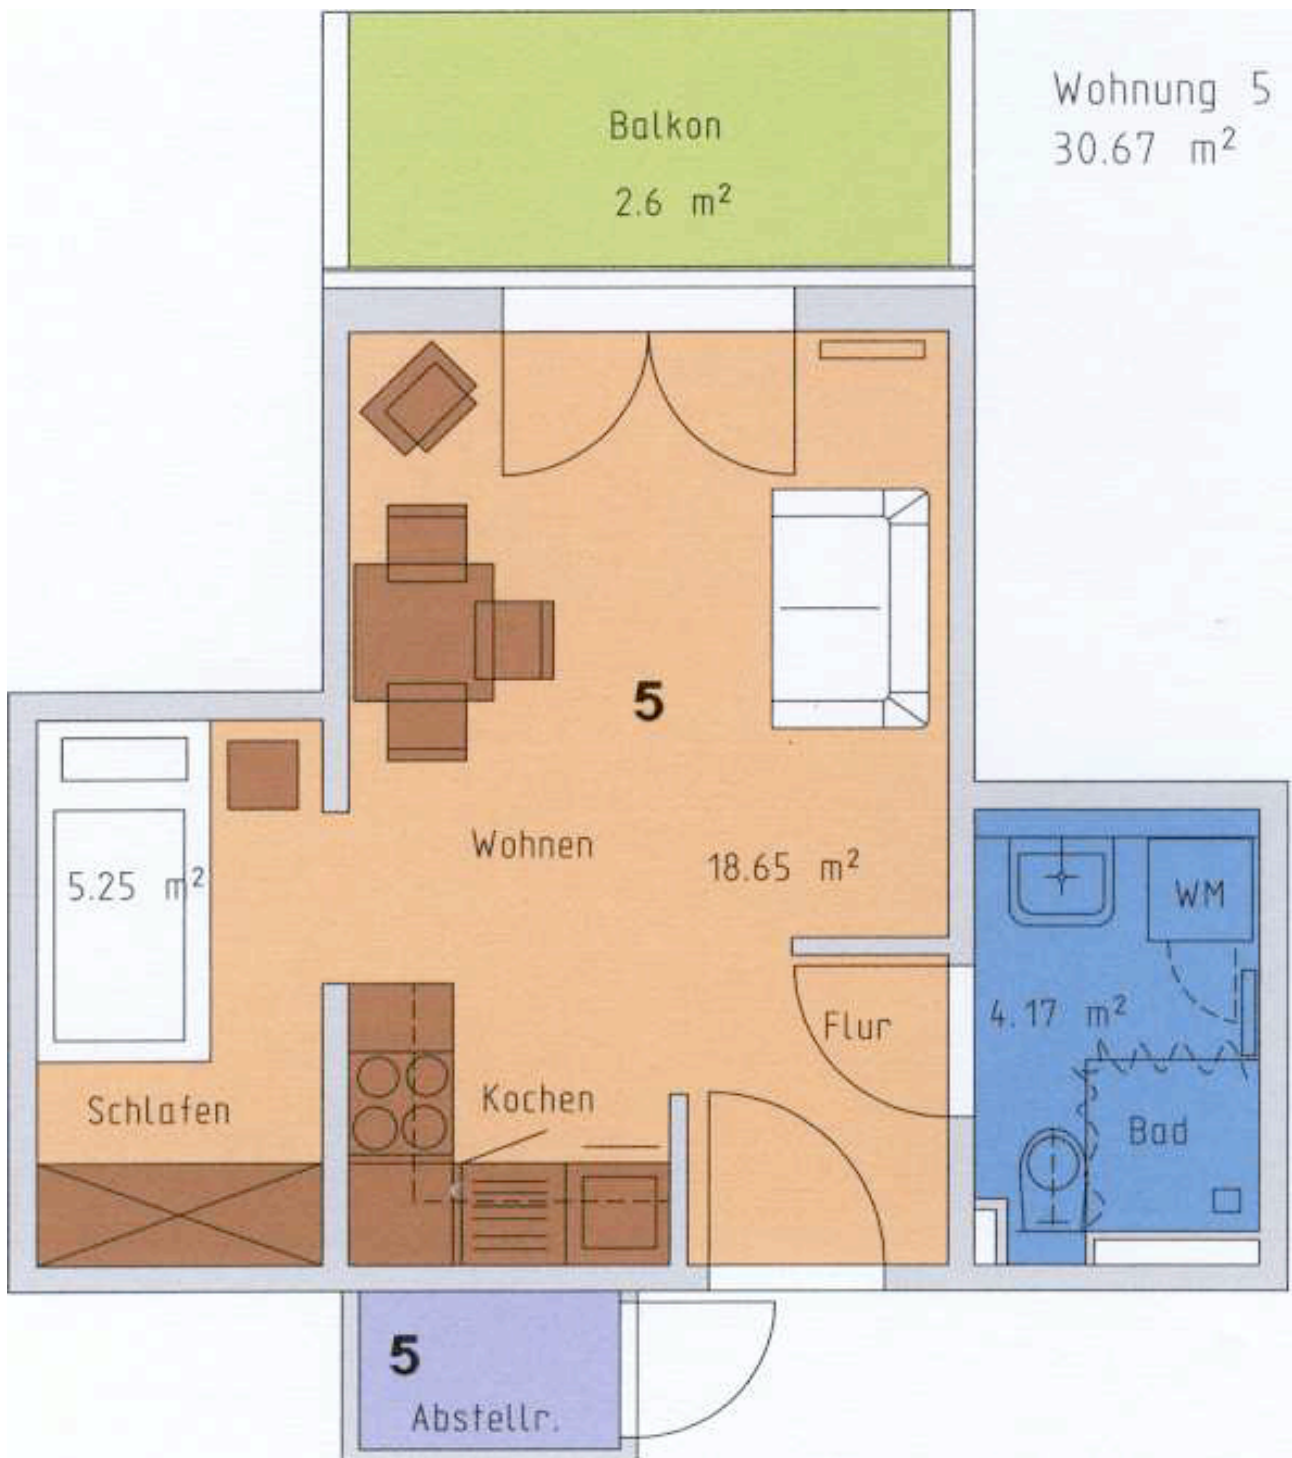 Wohnung 5
30.67 m²
Balkon
2.6 m²
5
Wohnen
18.65 m²
5.25 m²
WM
4.17 m²
Flur
Kochen
Schlafen
Bad
5
Abstellr.